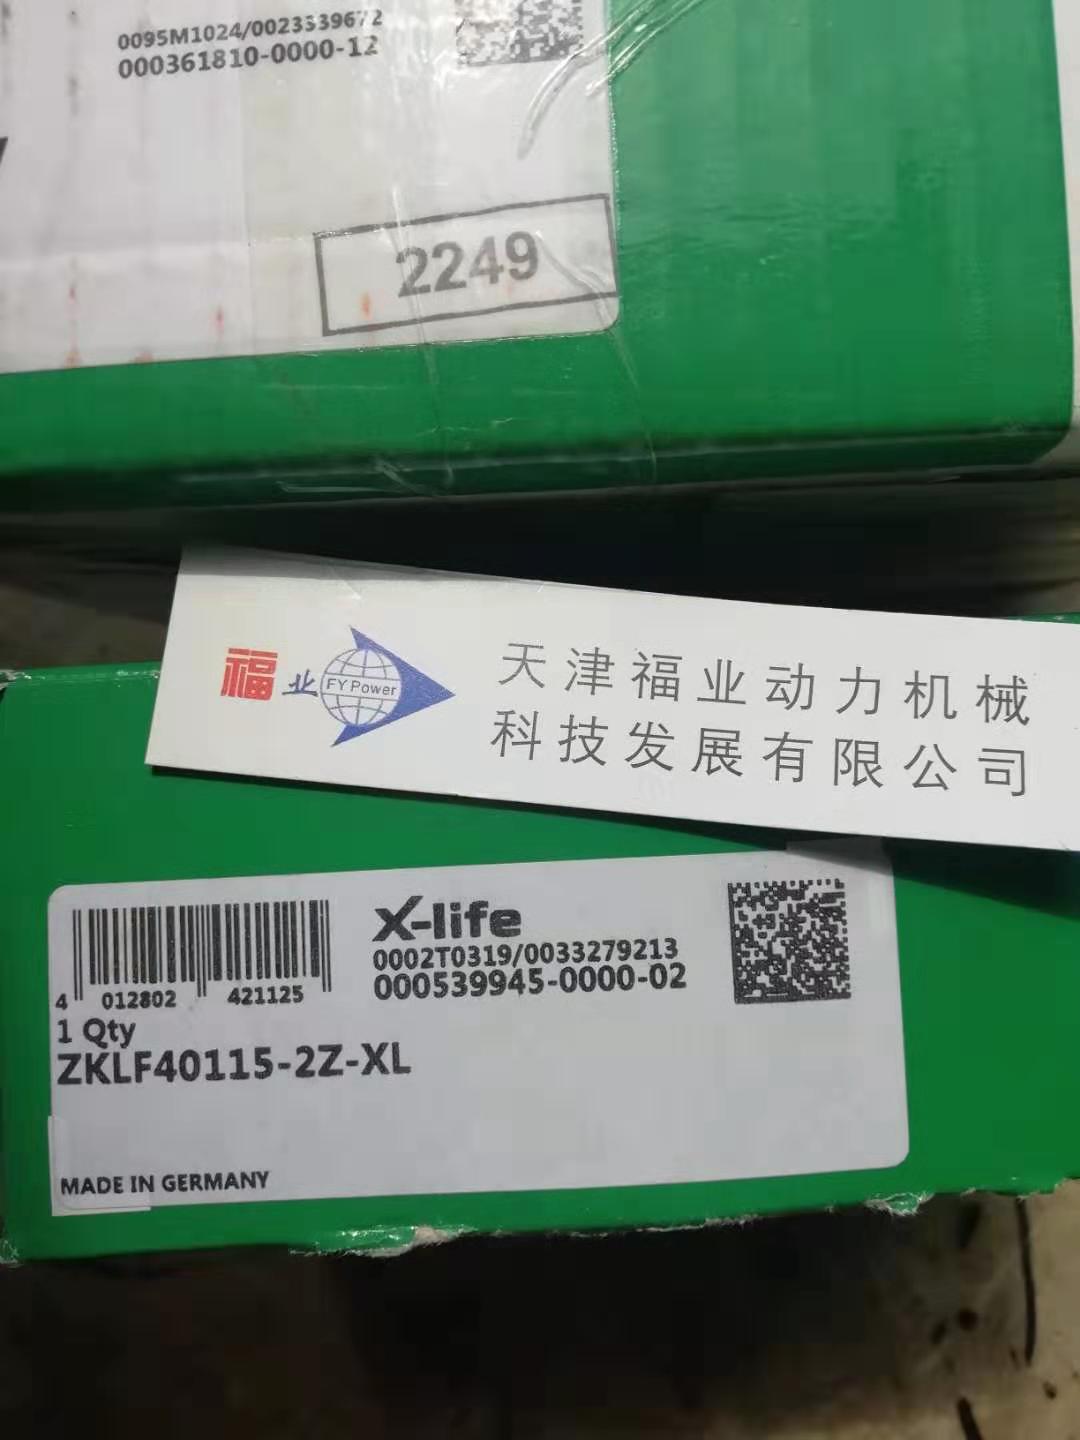 0095M1024/0023539672
000361810-0000-12
2249
福业 FY Power
天津福业动力机械
科技发展有限公司
X-life
0002T0319/0033279213
000539945-0000-02
4 012802 421125
1 Qty
ZKLF40115-2Z-XL
MADE IN GERMANY